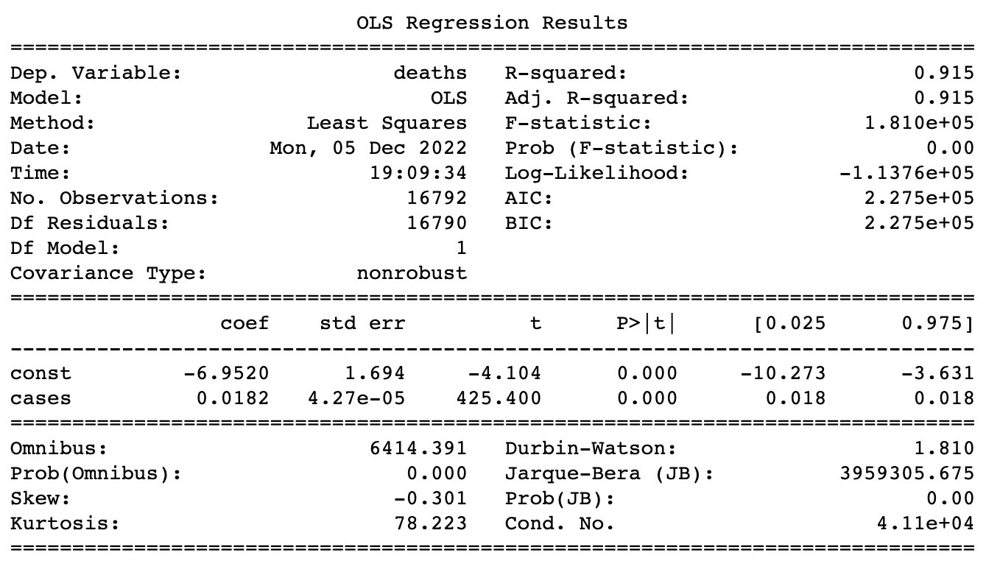 OLS Regression Results
==============================================================================
Dep. Variable:                 deaths   R-squared:                       0.915
Model:                            OLS   Adj. R-squared:                  0.915
Method:                 Least Squares   F-statistic:                 1.810e+05
Date:                Mon, 05 Dec 2022   Prob (F-statistic):               0.00
Time:                        19:09:34   Log-Likelihood:            -1.1376e+05
No. Observations:               16792   AIC:                         2.275e+05
Df Residuals:                   16790   BIC:                         2.275e+05
Df Model:                           1
Covariance Type:            nonrobust
==============================================================================
                 coef    std err          t      P>|t|      [0.025      0.975]
------------------------------------------------------------------------------
const         -6.9520      1.694     -4.104      0.000     -10.273      -3.631
cases          0.0182   4.27e-05    425.400      0.000       0.018       0.018
==============================================================================
Omnibus:                     6414.391   Durbin-Watson:                   1.810
Prob(Omnibus):                  0.000   Jarque-Bera (JB):          3959305.675
Skew:                          -0.301   Prob(JB):                         0.00
Kurtosis:                      78.223   Cond. No.                     4.11e+04
==============================================================================